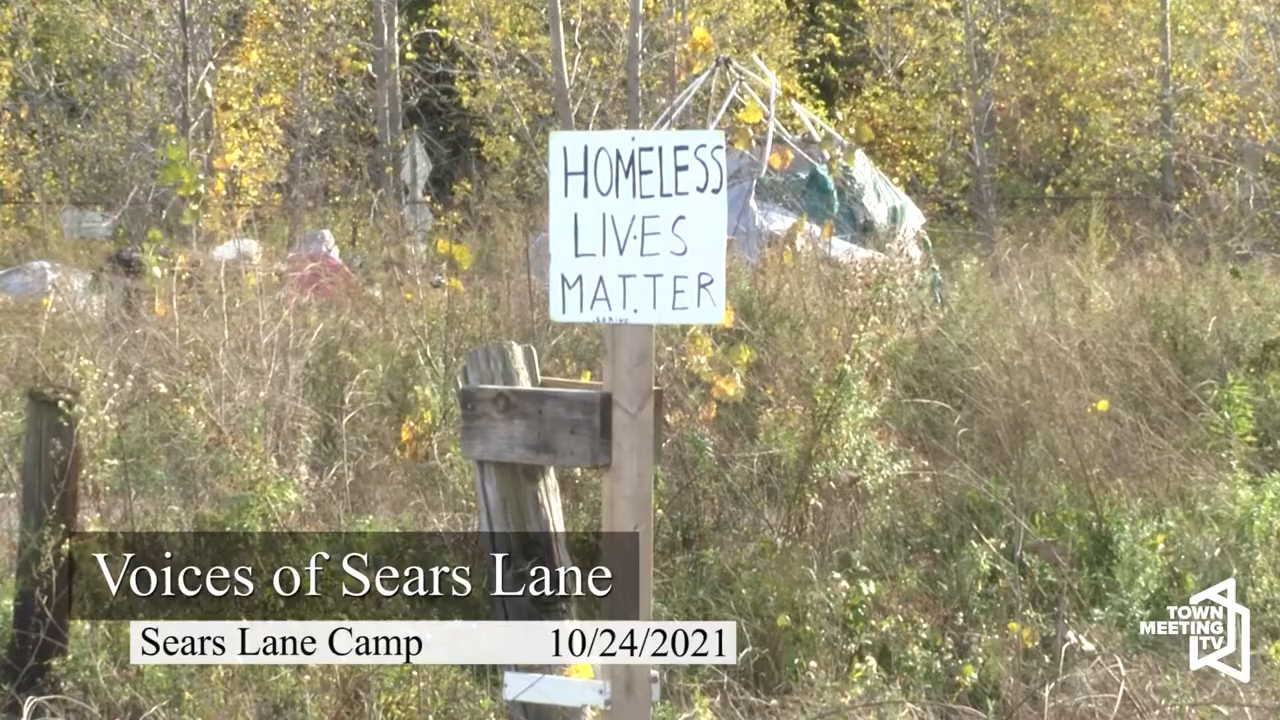 HOMELESS
LIVES
MATTER
Voices of Sears Lane
Sears Lane Camp 10/24/2021
TOWN
MEETING
TV